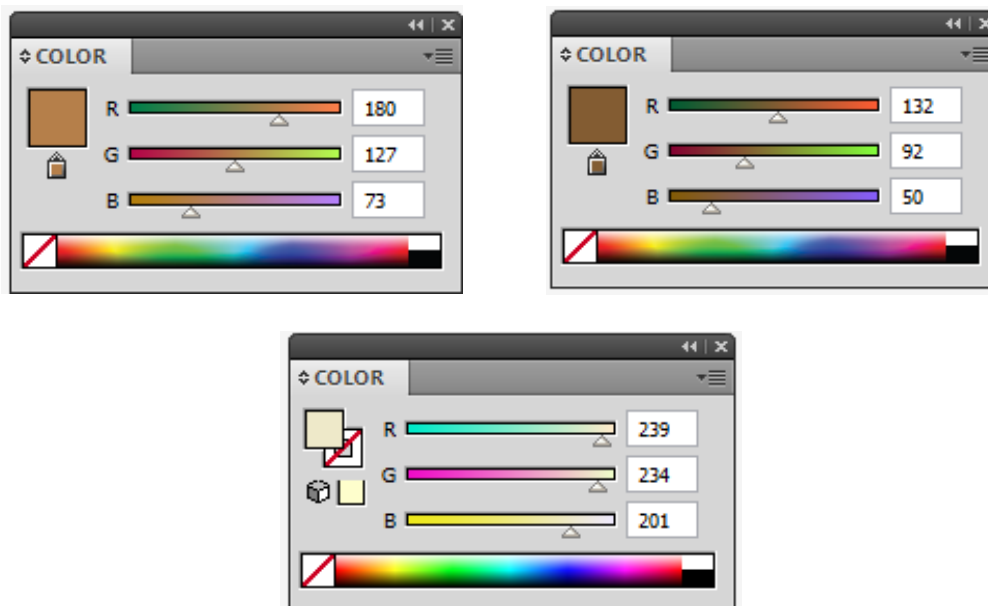 COLOR
R 180
G 127
B 73
COLOR
R 132
G 92
B 50
COLOR
R 239
G 234
B 201